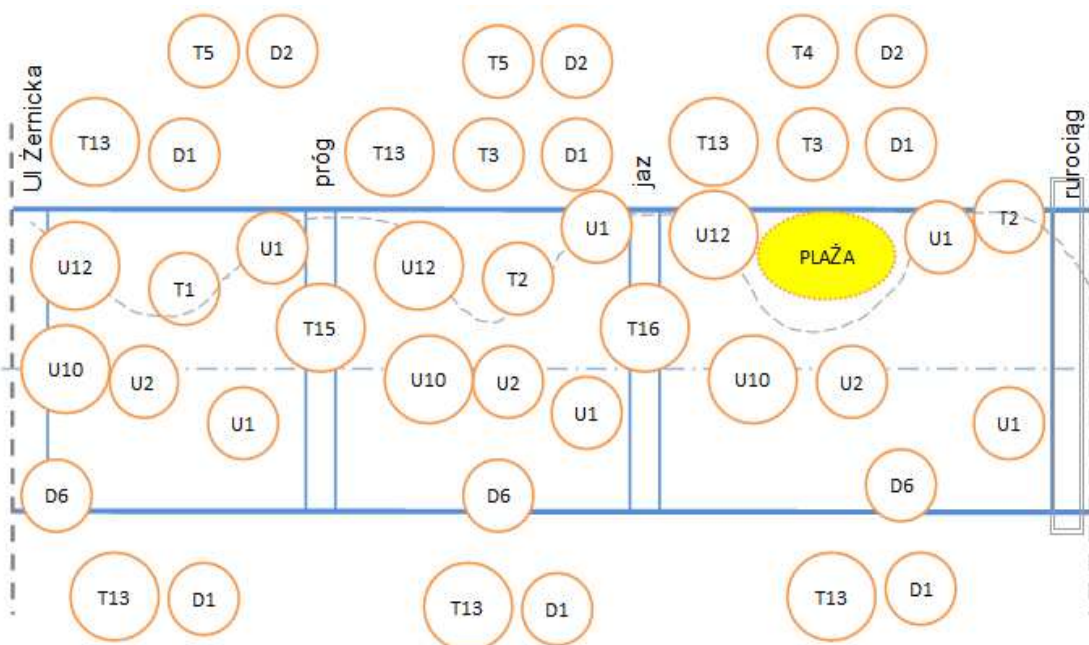 T5 D2 T5 D2 T4 D2
Ul Żernicka T13 D1 próg T13 T3 D1 jaz T13 T3 D1 rurociąg
U12 T1 U1 U12 T2 U1 U12 PLAŻA U1 T2
T15 T16
U10 U2 U1 U10 U2 U1 U10 U2 U1
D6 D6 D6
T13 D1 T13 D1 T13 D1